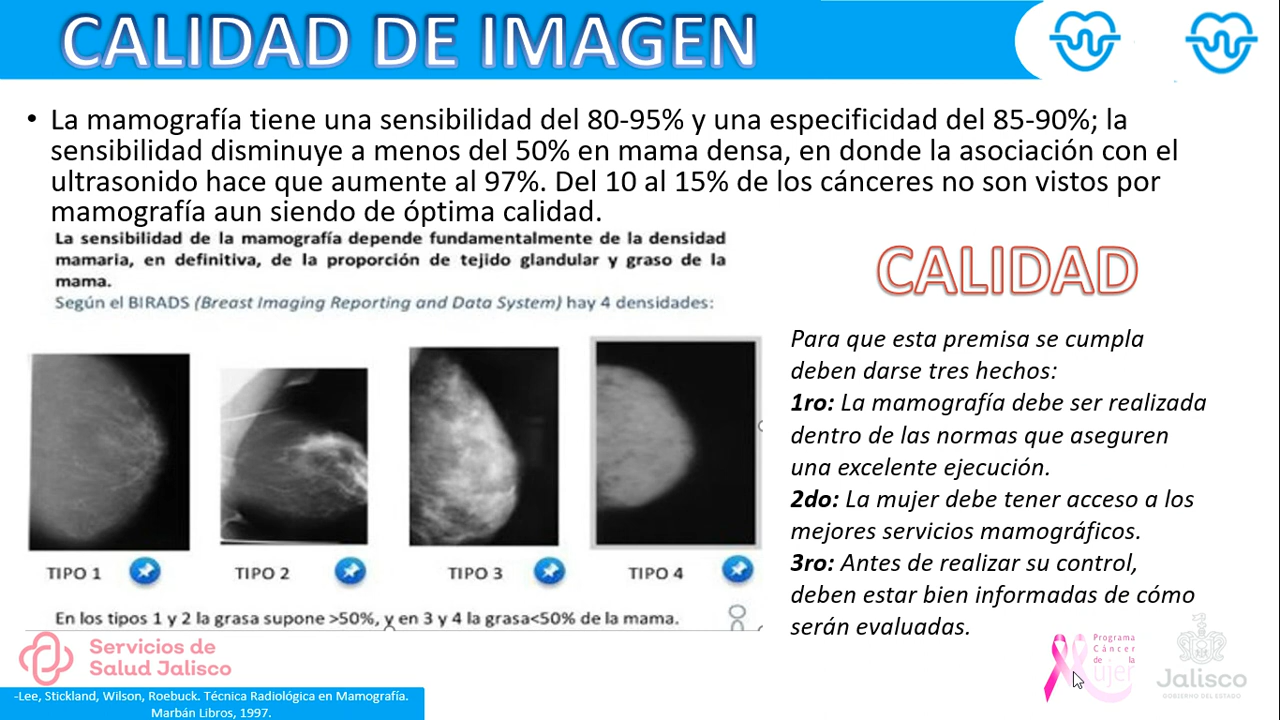 CALIDAD DE IMAGEN
• La mamografía tiene una sensibilidad del 80-95% y una especificidad del 85-90%; la
sensibilidad disminuye a menos del 50% en mama densa, en donde la asociación con el
ultrasonido hace que aumente al 97%. Del 10 al 15% de los cánceres no son vistos por
mamografía aun siendo de óptima calidad.
La sensibilidad de la mamografía depende fundamentalmente de la densidad
mamaria, en definitiva, de la proporción de tejido glandular y graso de la
mama.
Según el BIRADS (Breast Imaging Reporting and Data System) hay 4 densidades:
TIPO 1
TIPO 2
TIPO 3
TIPO 4
En los tipos 1 y 2 la grasa supone >50%, y en 3 y 4 la grasa<50% de la mama.
CALIDAD
Para que esta premisa se cumpla
deben darse tres hechos:
1ro: La mamografía debe ser realizada
dentro de las normas que aseguren
una excelente ejecución.
2do: La mujer debe tener acceso a los
mejores servicios mamográficos.
3ro: Antes de realizar su control,
deben estar bien informadas de cómo
serán evaluadas.
Servicios de
Salud Jalisco
-Lee, Stickland, Wilson, Roebuck. Técnica Radiológica en Mamografía.
Marbán Libros, 1997.
Programa
Cáncer
de la
Mujer
Jalisco
GOBIERNO DEL ESTADO